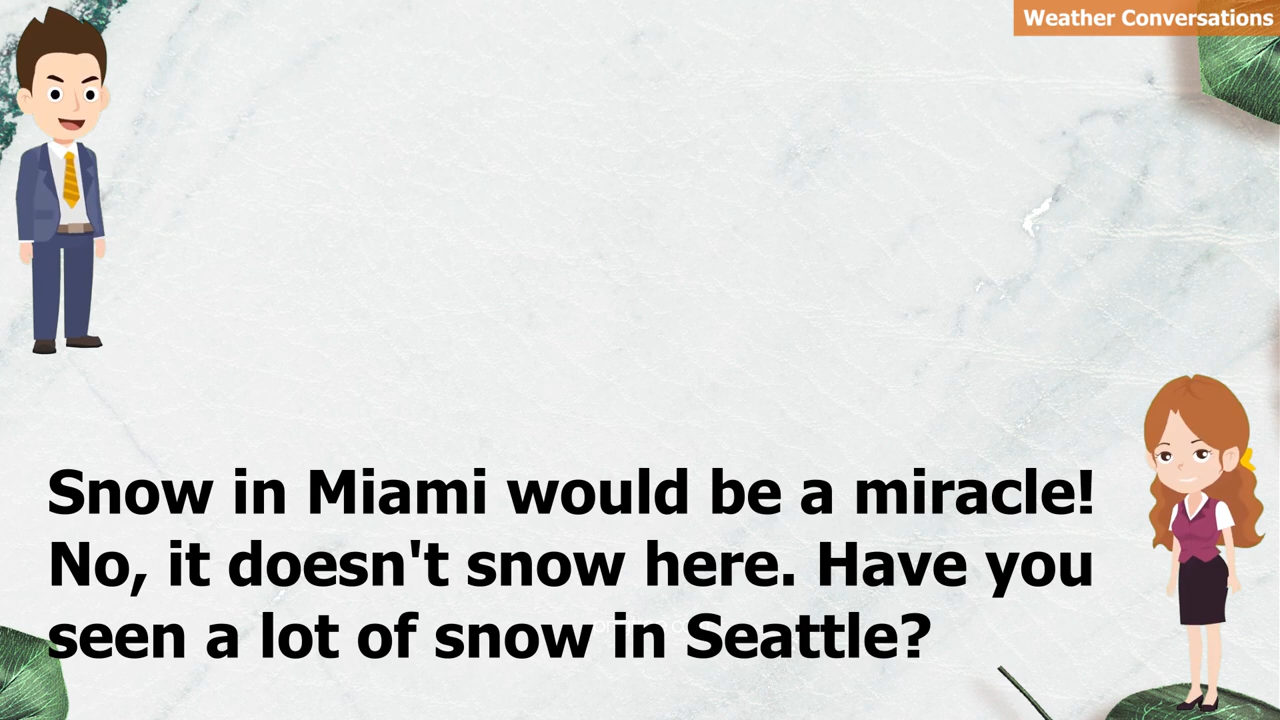 Weather Conversations
Snow in Miami would be a miracle!
No, it doesn't snow here. Have you
seen a lot of snow in Seattle?